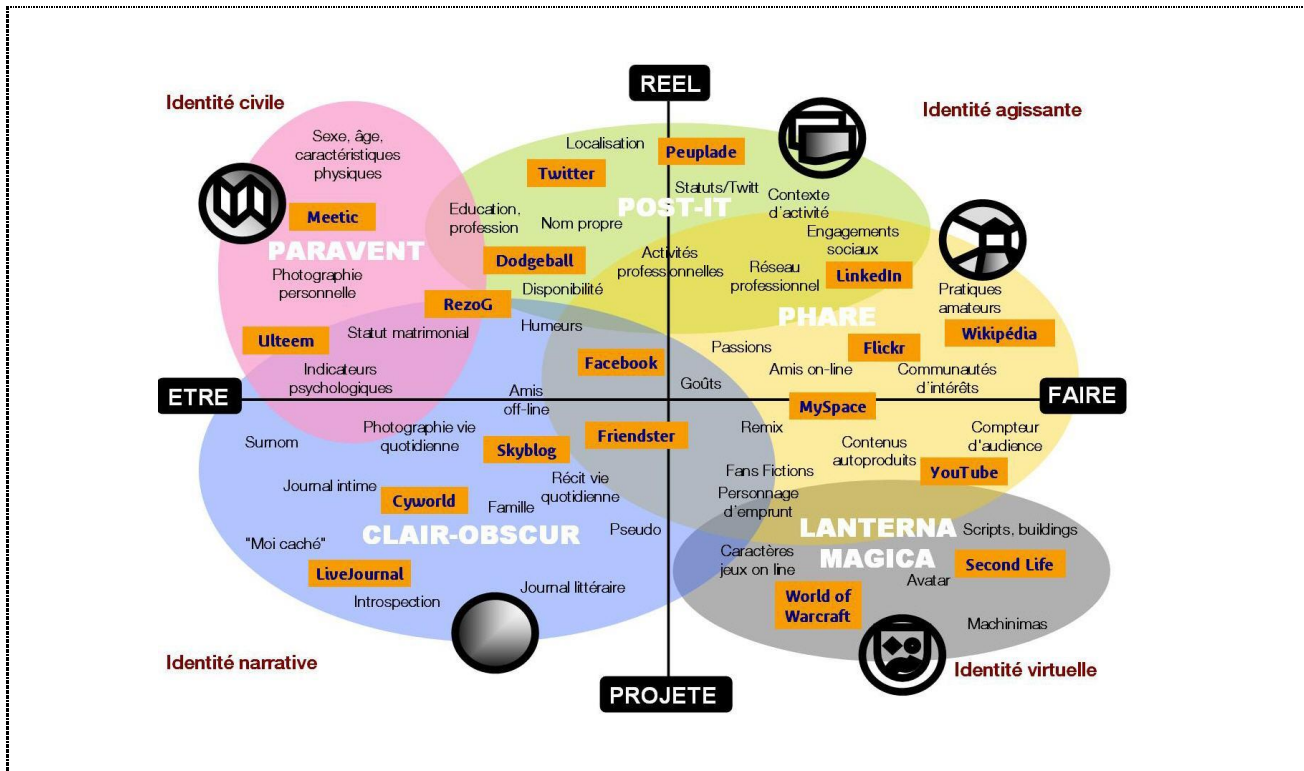 REEL
Identité civile
Identité agissante
Sexe, âge,
caractéristiques
physiques
Localisation
Peuplade
Twitter
Statuts/Twitt
Contexte
d'activité
POST-IT
Meetic
Education,
profession
Nom propre
Engagements
sociaux
PARAVENT
Activités
professionnelles
Dodgeball
Réseau
professionnel
LinkedIn
Photographie
personnelle
Disponibilité
Pratiques
amateurs
RezoG
PHARE
Humeurs
Statut matrimonial
Ulteem
Wikipédia
Passions
Flickr
Facebook
Indicateurs
psychologiques
Amis on-line
Communautés
d'intérêts
Goûts
ETRE
Amis
off-line
MySpace
FAIRE
Photographie vie
quotidienne
Friendster
Remix
Compteur
d'audience
Surnom
Skyblog
Contenus
autoproduits
YouTube
Récit vie
quotidienne
Fans Fictions
Journal intime
Cyworld
Famille
Personnage
d'emprunt
CLAIR-OBSCUR
Pseudo
LANTERNA
MAGICA
Scripts, buildings
"Moi caché"
Caractères
jeux on line
Second Life
LiveJournal
Journal littéraire
Avatar
Introspection
World of
Warcraft
Machinimas
Identité narrative
Identité virtuelle
PROJETE